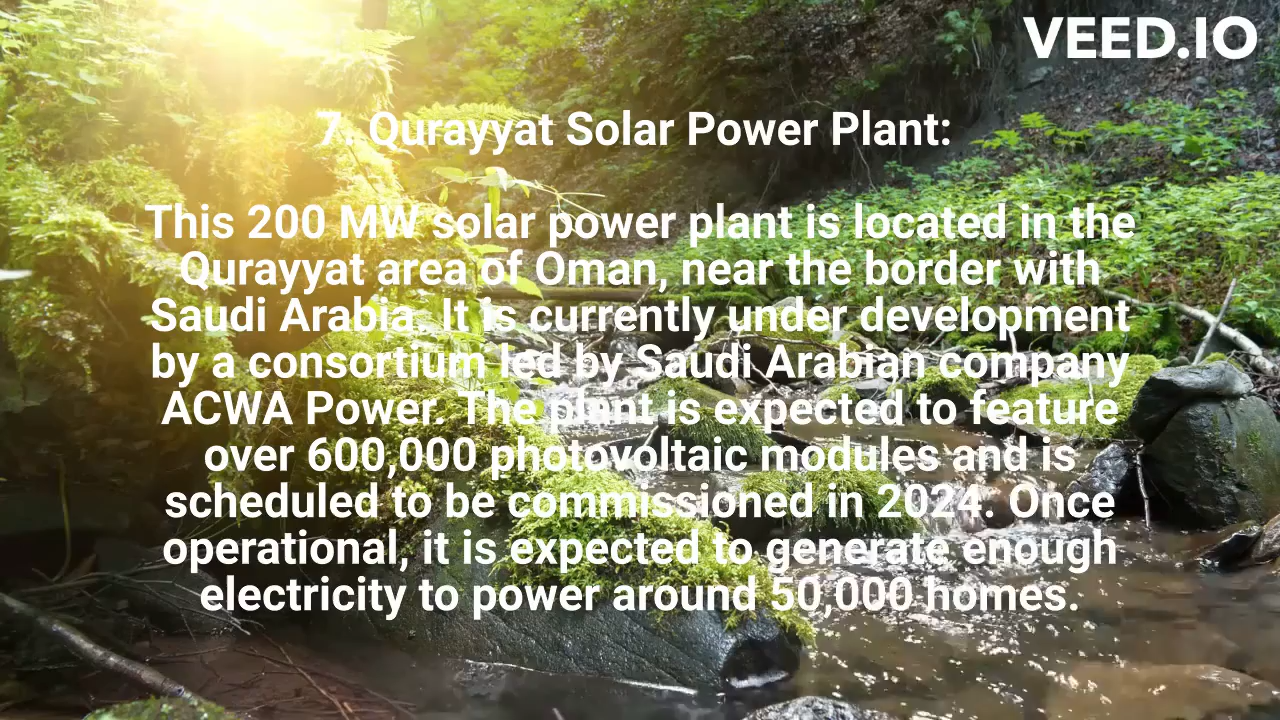 VEED.IO
7. Qurayyat Solar Power Plant:
This 200 MW solar power plant is located in the
Qurayyat area of Oman, near the border with
Saudi Arabia. It is currently under development
by a consortium led by Saudi Arabian company
ACWA Power. The plant is expected to feature
over 600,000 photovoltaic modules and is
scheduled to be commissioned in 2024. Once
operational, it is expected to generate enough
electricity to power around 50,000 homes.